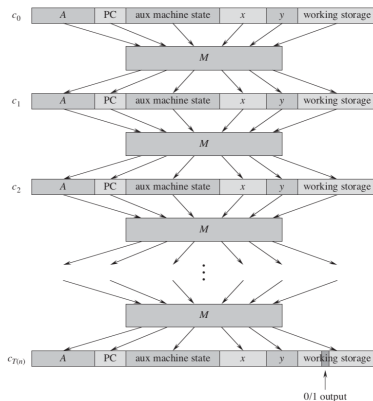 c0 A PC aux machine state x y working storage
M
c1 A PC aux machine state x y working storage
M
c2 A PC aux machine state x y working storage
M
M
cT(n) A PC aux machine state x y working storage
0/1 output